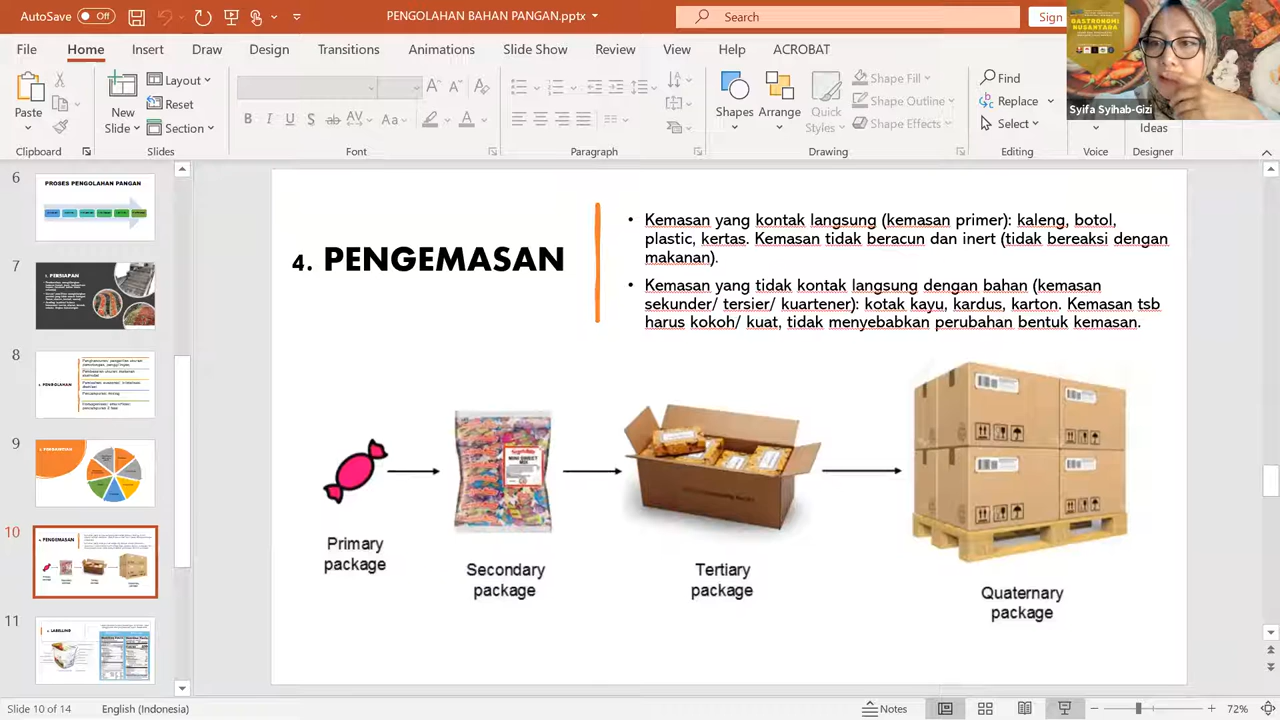 AutoSave Off PENGOLAHAN BAHAN PANGAN.pptx Search Sign
GASTRONOMI
NUSANTARA
Syifa Syihab-Gizi
File Home Insert Draw Design Transitions Animations Slide Show Review View Help ACROBAT
Paste
Clipboard
New
Slide
Layout
Reset
Section
Slides
Font
Paragraph
Shapes
Arrange
Quick
Styles
Shape Fill
Shape Outline
Shape Effects
Drawing
Find
Replace
Select
Editing
Voice
Ideas
Designer
6
PROSES PENGOLAHAN PANGAN
7
1. PERSIAPAN
8
9
10
4. PENGEMASAN
11
4. PENGEMASAN
• Kemasan yang kontak langsung (kemasan primer): kaleng, botol,
plastic, kertas. Kemasan tidak beracun dan inert (tidak bereaksi dengan
makanan).
• Kemasan yang tidak kontak langsung dengan bahan (kemasan
sekunder/ tersier/ kuartener): kotak kayu, kardus, karton. Kemasan tsb
harus kokoh/ kuat, tidak menyebabkan perubahan bentuk kemasan.
Primary
package
Secondary
package
Tertiary
package
Quaternary
package
Slide 10 of 14 English (Indonesia) Notes 72%